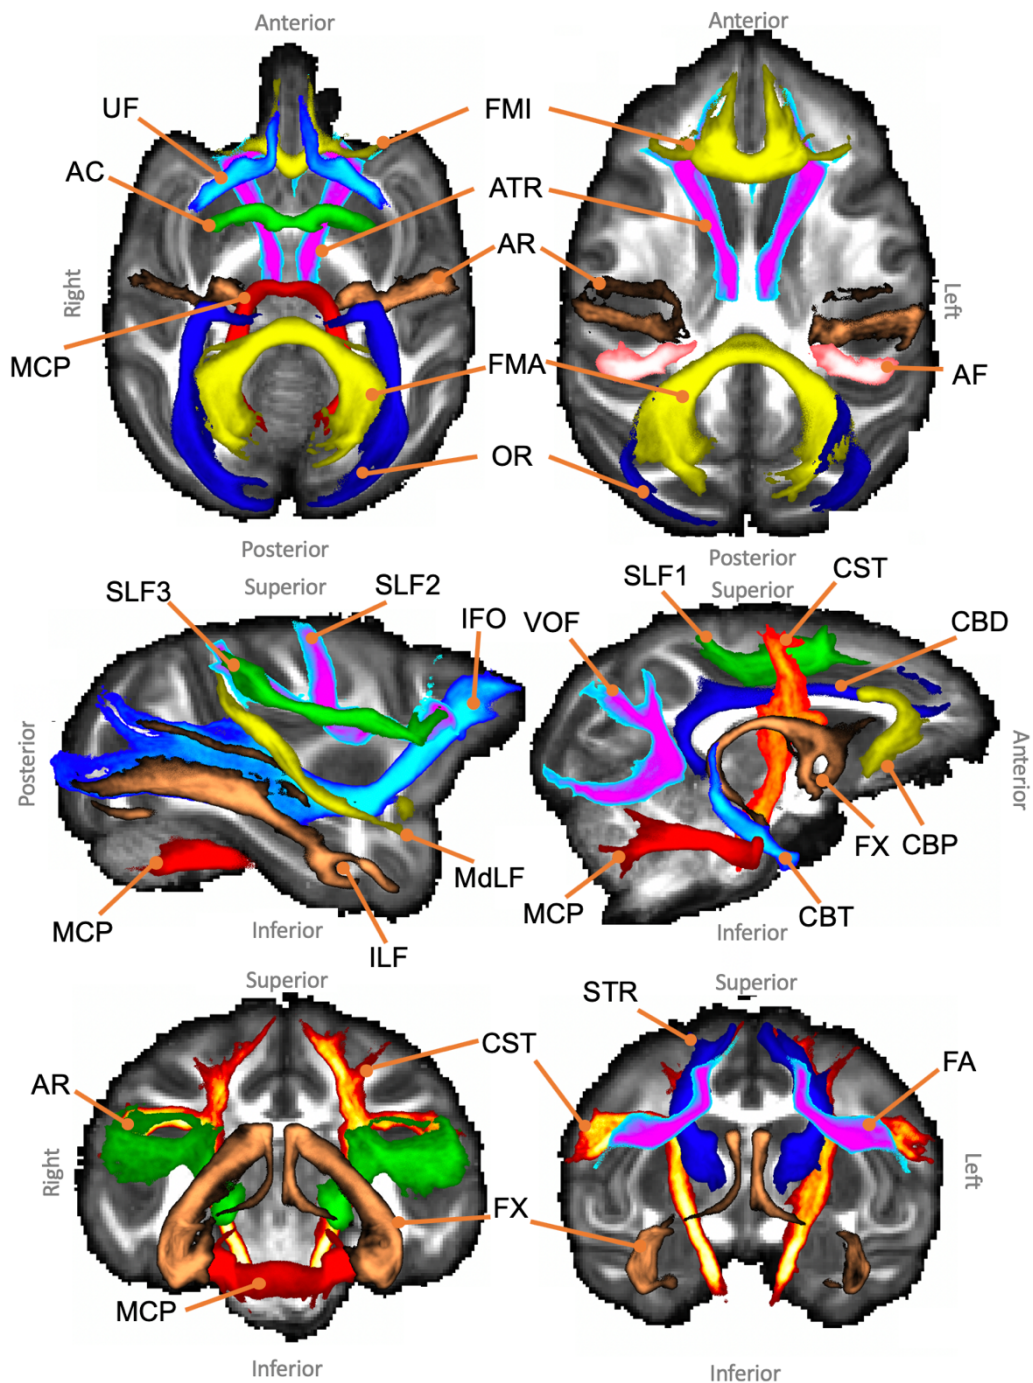 Anterior
Anterior
UF
FMI
AC
ATR
AR
Right
Left
MCP
FMA
AF
OR
Posterior
Posterior
Superior
Superior
SLF3
SLF2
IFO
SLF1
CST
VOF
CBD
Posterior
Anterior
MdLF
FX
CBP
MCP
MCP
CBT
Inferior
Inferior
ILF
Superior
Superior
STR
CST
FA
AR
Right
Left
FX
MCP
Inferior
Inferior